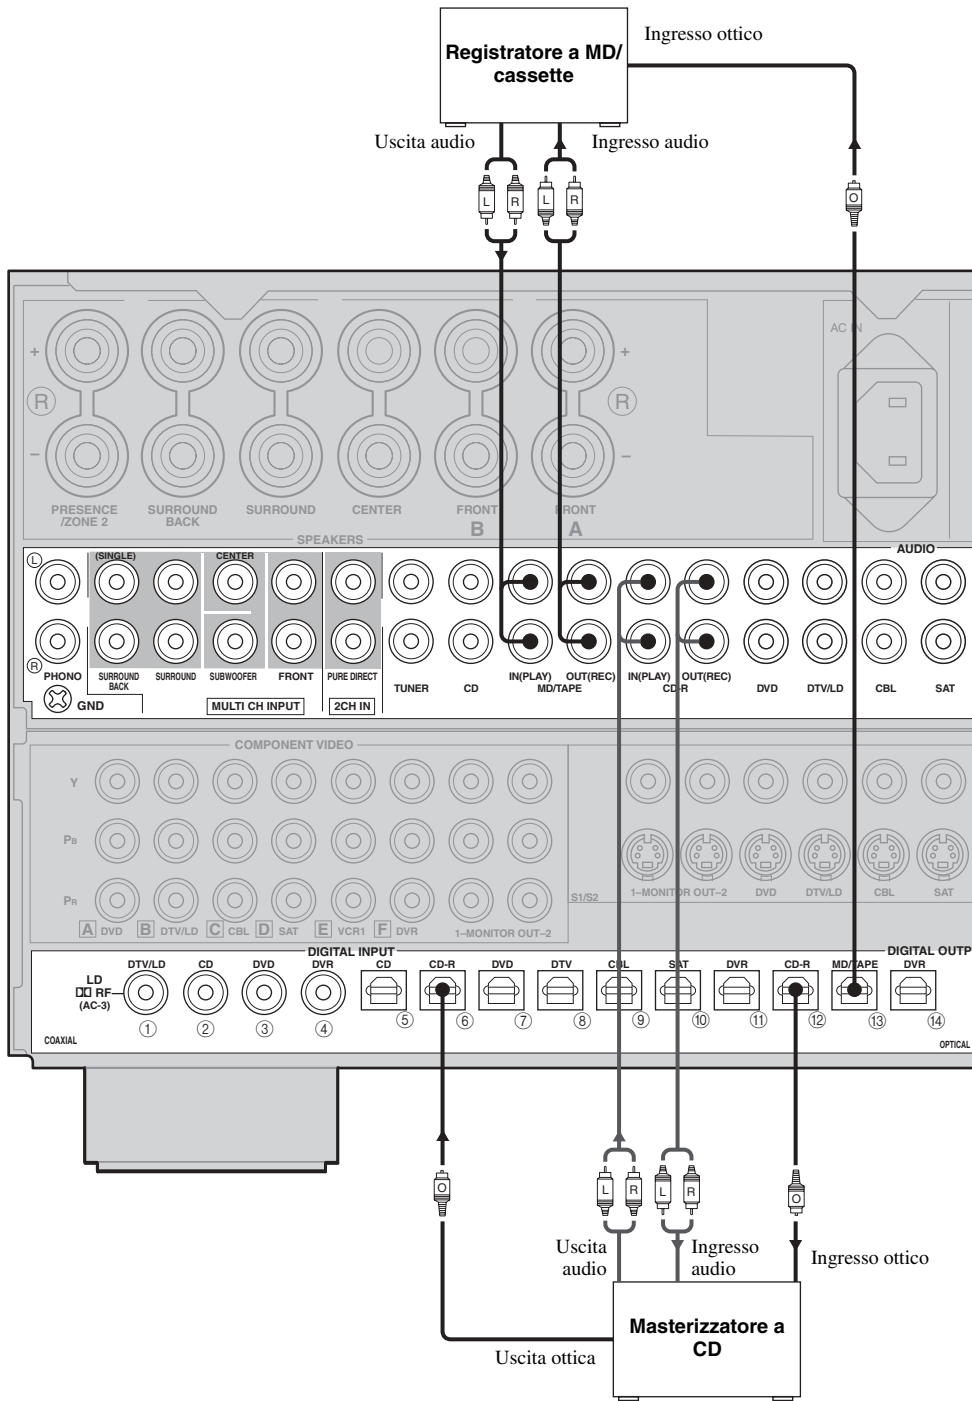 Registratore a MD/
cassette
Ingresso ottico
Uscita audio
Ingresso audio
L R L R O
AC IN
+ +
R R
– –
PRESENCE
/ZONE 2
SURROUND
BACK
SURROUND
CENTER
FRONT
B
FRONT
A
SPEAKERS
AUDIO
L
(SINGLE)
CENTER
R
PHONO
SURROUND
BACK
SURROUND
SUBWOOFER
FRONT
PURE DIRECT
TUNER
CD
IN(PLAY) OUT(REC)
MD/TAPE
IN(PLAY) OUT(REC)
CD-R
DVD
DTV/LD
CBL
SAT
GND
MULTI CH INPUT
2CH IN
COMPONENT VIDEO
Y
PB
PR
A DVD B DTV/LD C CBL D SAT E VCR1 F DVR 1–MONITOR OUT–2
S1/S2
1–MONITOR OUT–2 DVD DTV/LD CBL SAT
DIGITAL INPUT
DIGITAL OUTP
DTV/LD CD DVD DVR CD CD-R DVD DTV CBL SAT DVR CD-R MD/TAPE DVR
LD
RF
(AC-3)
① ② ③ ④ ⑤ ⑥ ⑦ ⑧ ⑨ ⑩ ⑪ ⑫ ⑬ ⑭
COAXIAL
OPTICAL
O L R L R O
Uscita
audio
Ingresso
audio
Ingresso ottico
Masterizzatore a
CD
Uscita ottica